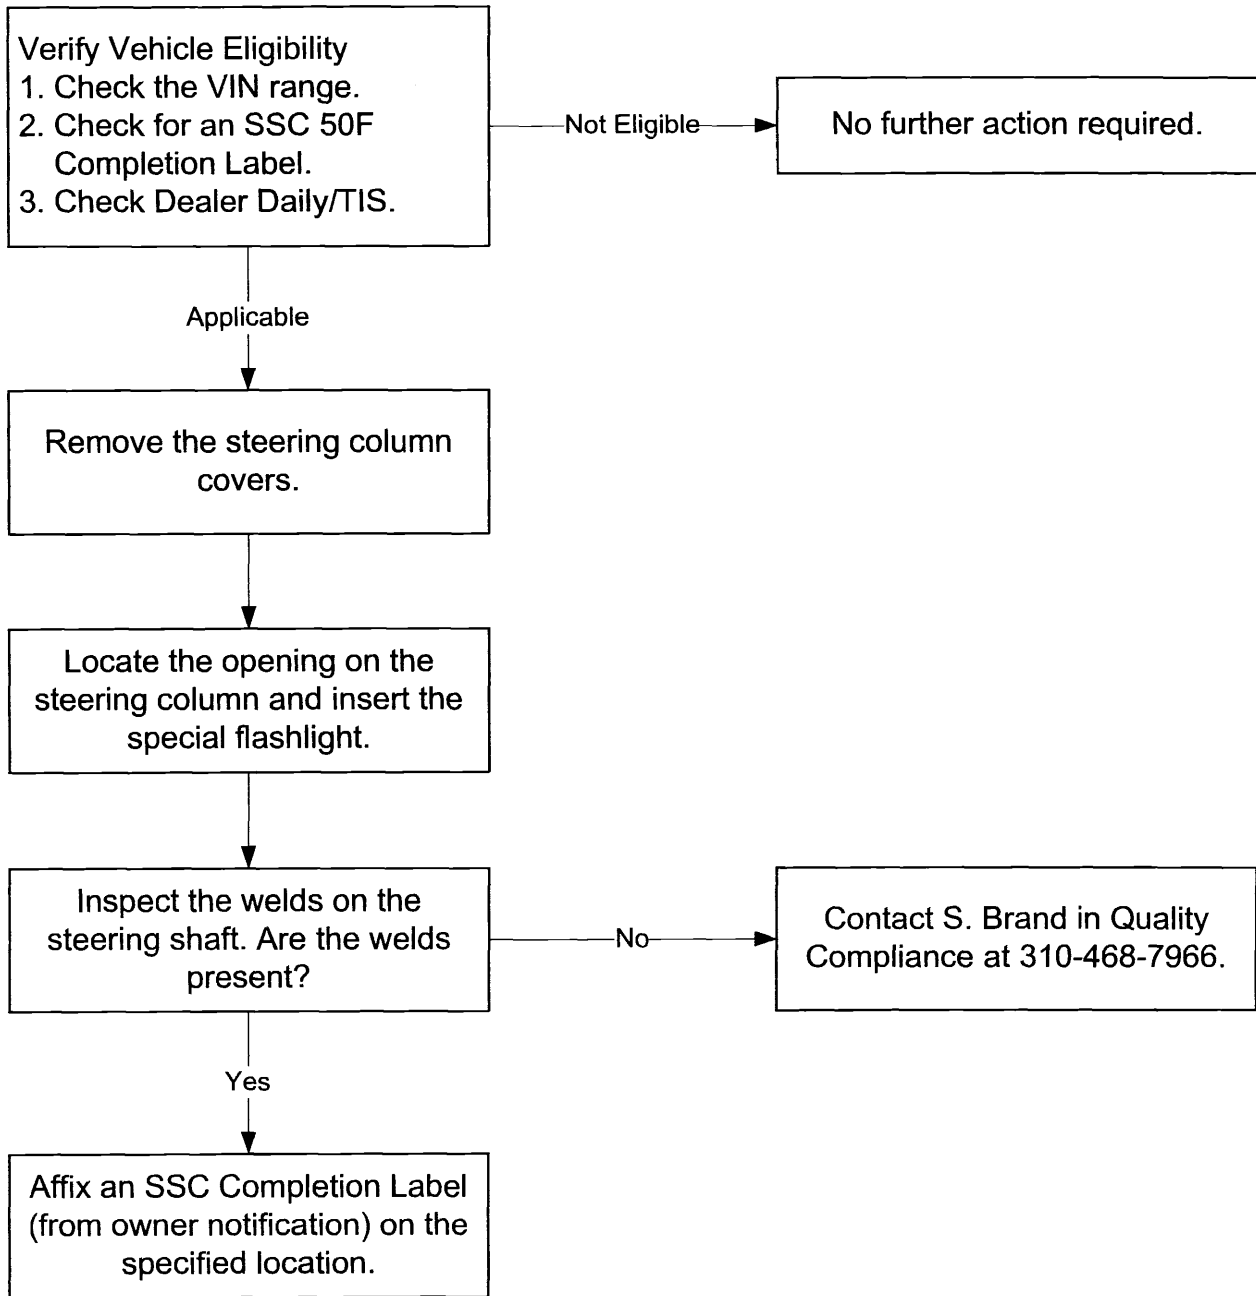 Verify Vehicle Eligibility
1. Check the VIN range.
2. Check for an SSC 50F
Completion Label.
3. Check Dealer Daily/TIS.
Not Eligible
No further action required.
Applicable
Remove the steering column
covers.
Locate the opening on the
steering column and insert the
special flashlight.
Inspect the welds on the
steering shaft. Are the welds
present?
No
Contact S. Brand in Quality
Compliance at 310-468-7966.
Yes
Affix an SSC Completion Label
(from owner notification) on the
specified location.